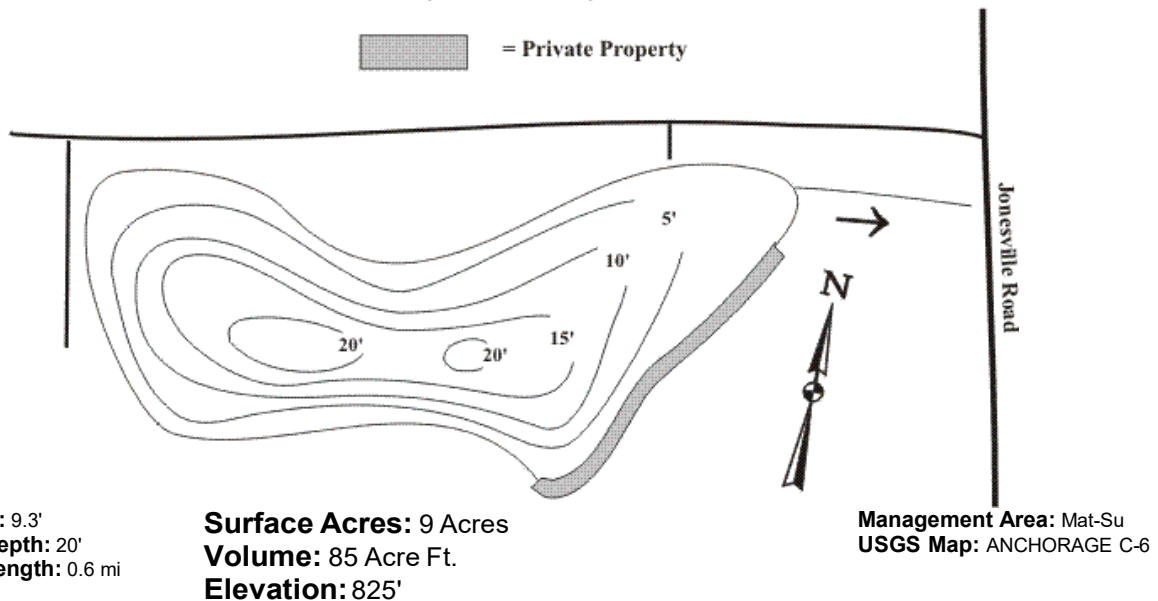 = Private Property
5'
10'
15'
20'
20'
N
Jonesville Road
: 9.3'
epth: 20'
ength: 0.6 mi
Surface Acres: 9 Acres
Volume: 85 Acre Ft.
Elevation: 825'
Management Area: Mat-Su
USGS Map: ANCHORAGE C-6